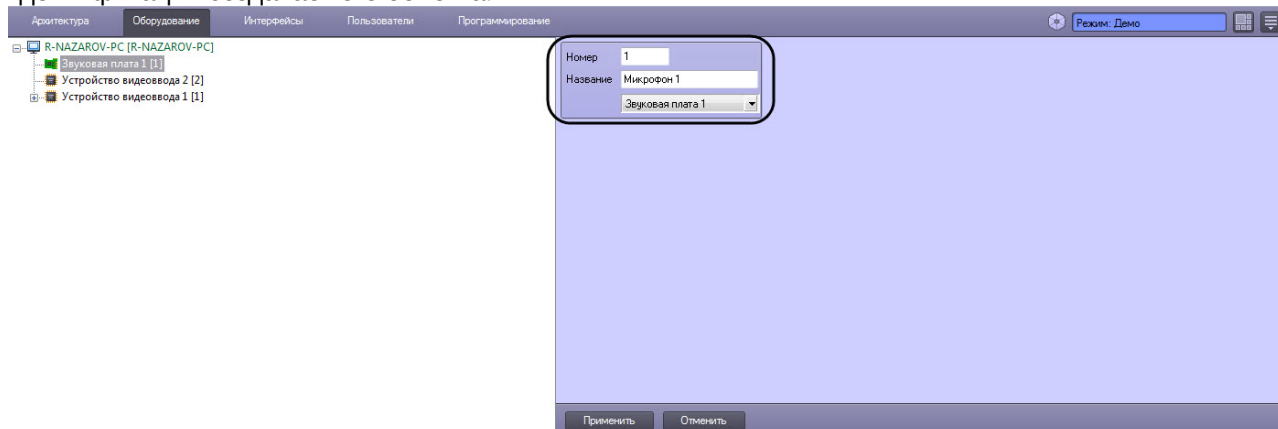 Архитектура Оборудование Интерфейсы Пользователи Программирование Режим: Демо
R-NAZAROV-PC [R-NAZAROV-PC]
Звуковая плата 1 [1]
Устройство видеоввода 2 [2]
Устройство видеоввода 1 [1]
Номер 1
Название Микрофон 1
Звуковая плата 1
Применить Отменить